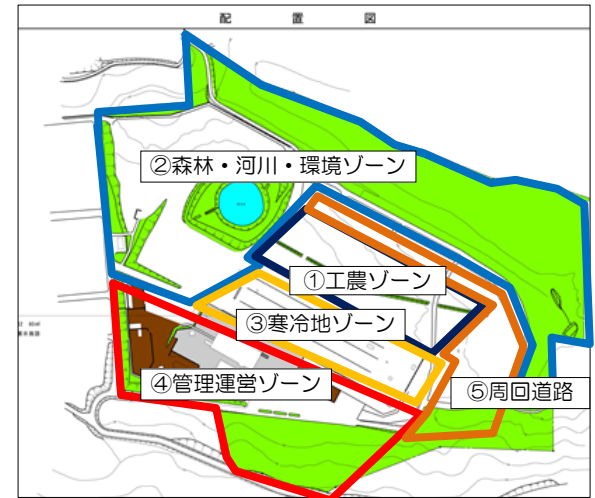 配置図
②森林・河川・環境ゾーン
①工農ゾーン
③寒冷地ゾーン
④管理運営ゾーン
⑤周回道路